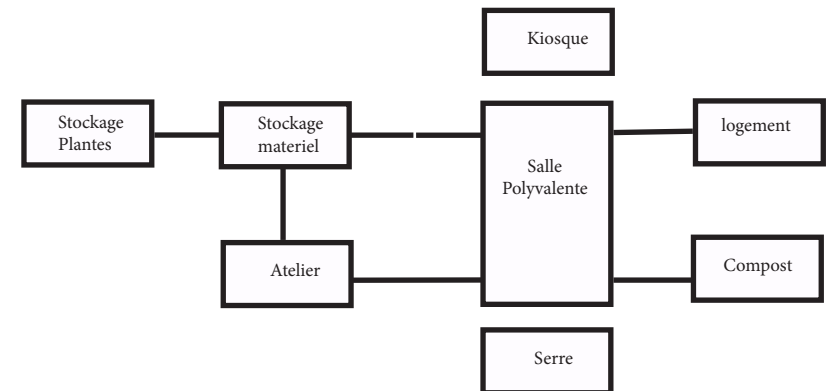 Kiosque
Stockage
Plantes
Stockage
materiel
logement
Salle
Polyvalente
Atelier
Compost
Serre